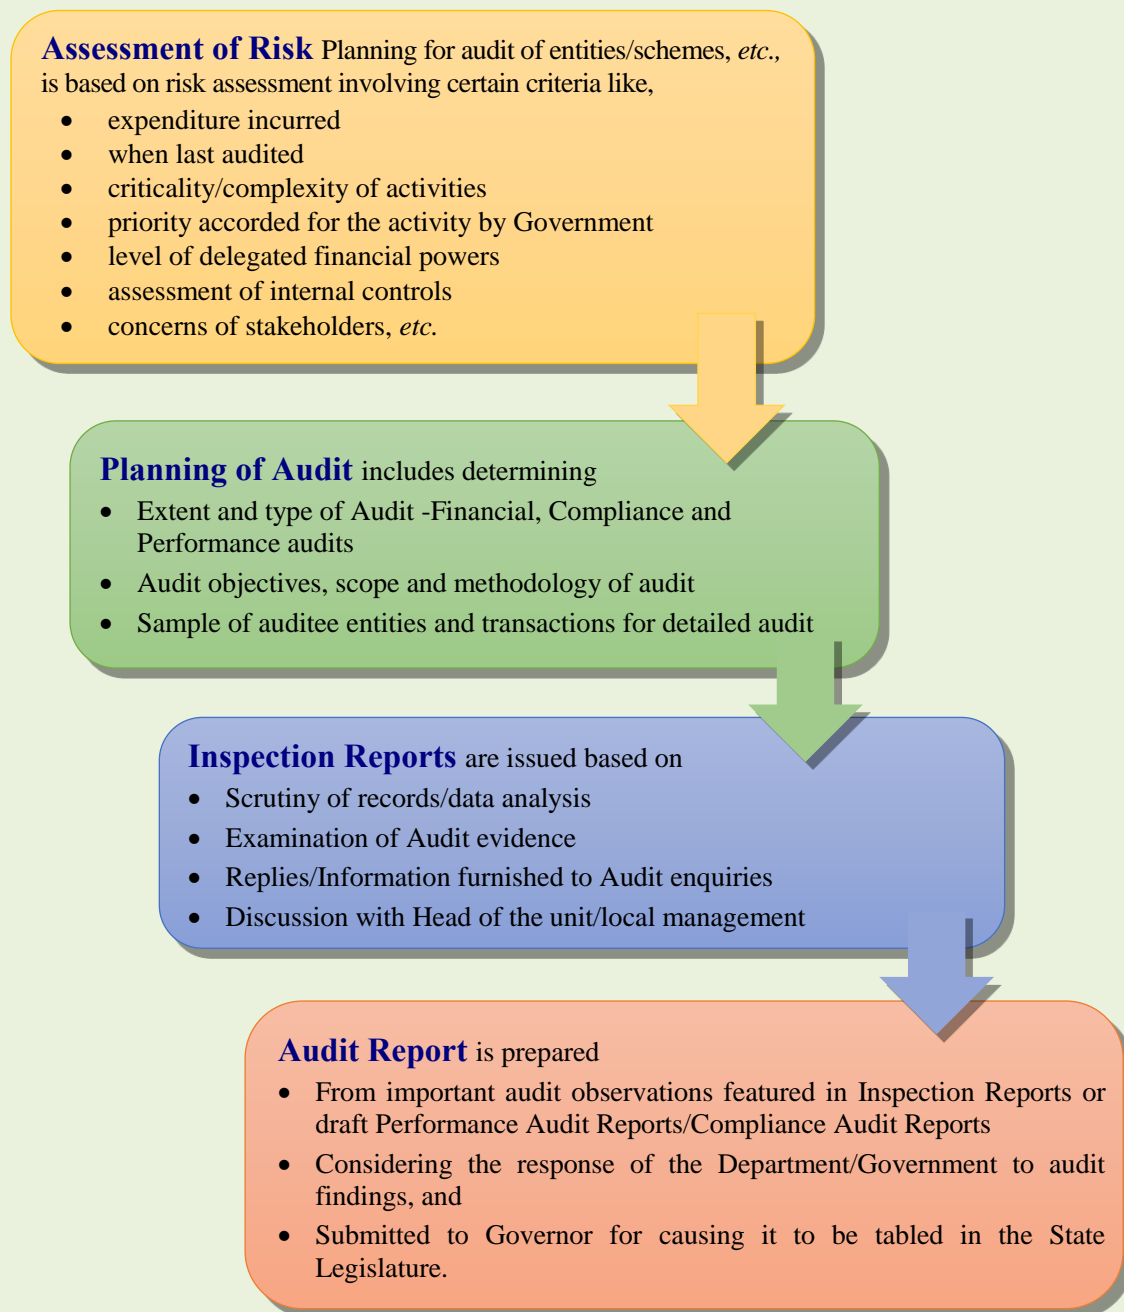 Assessment of Risk Planning for audit of entities/schemes, etc.,
is based on risk assessment involving certain criteria like,
• expenditure incurred
• when last audited
• criticality/complexity of activities
• priority accorded for the activity by Government
• level of delegated financial powers
• assessment of internal controls
• concerns of stakeholders, etc.
Planning of Audit includes determining
• Extent and type of Audit -Financial, Compliance and
Performance audits
• Audit objectives, scope and methodology of audit
• Sample of auditee entities and transactions for detailed audit
Inspection Reports are issued based on
• Scrutiny of records/data analysis
• Examination of Audit evidence
• Replies/Information furnished to Audit enquiries
• Discussion with Head of the unit/local management
Audit Report is prepared
• From important audit observations featured in Inspection Reports or
draft Performance Audit Reports/Compliance Audit Reports
• Considering the response of the Department/Government to audit
findings, and
• Submitted to Governor for causing it to be tabled in the State
Legislature.